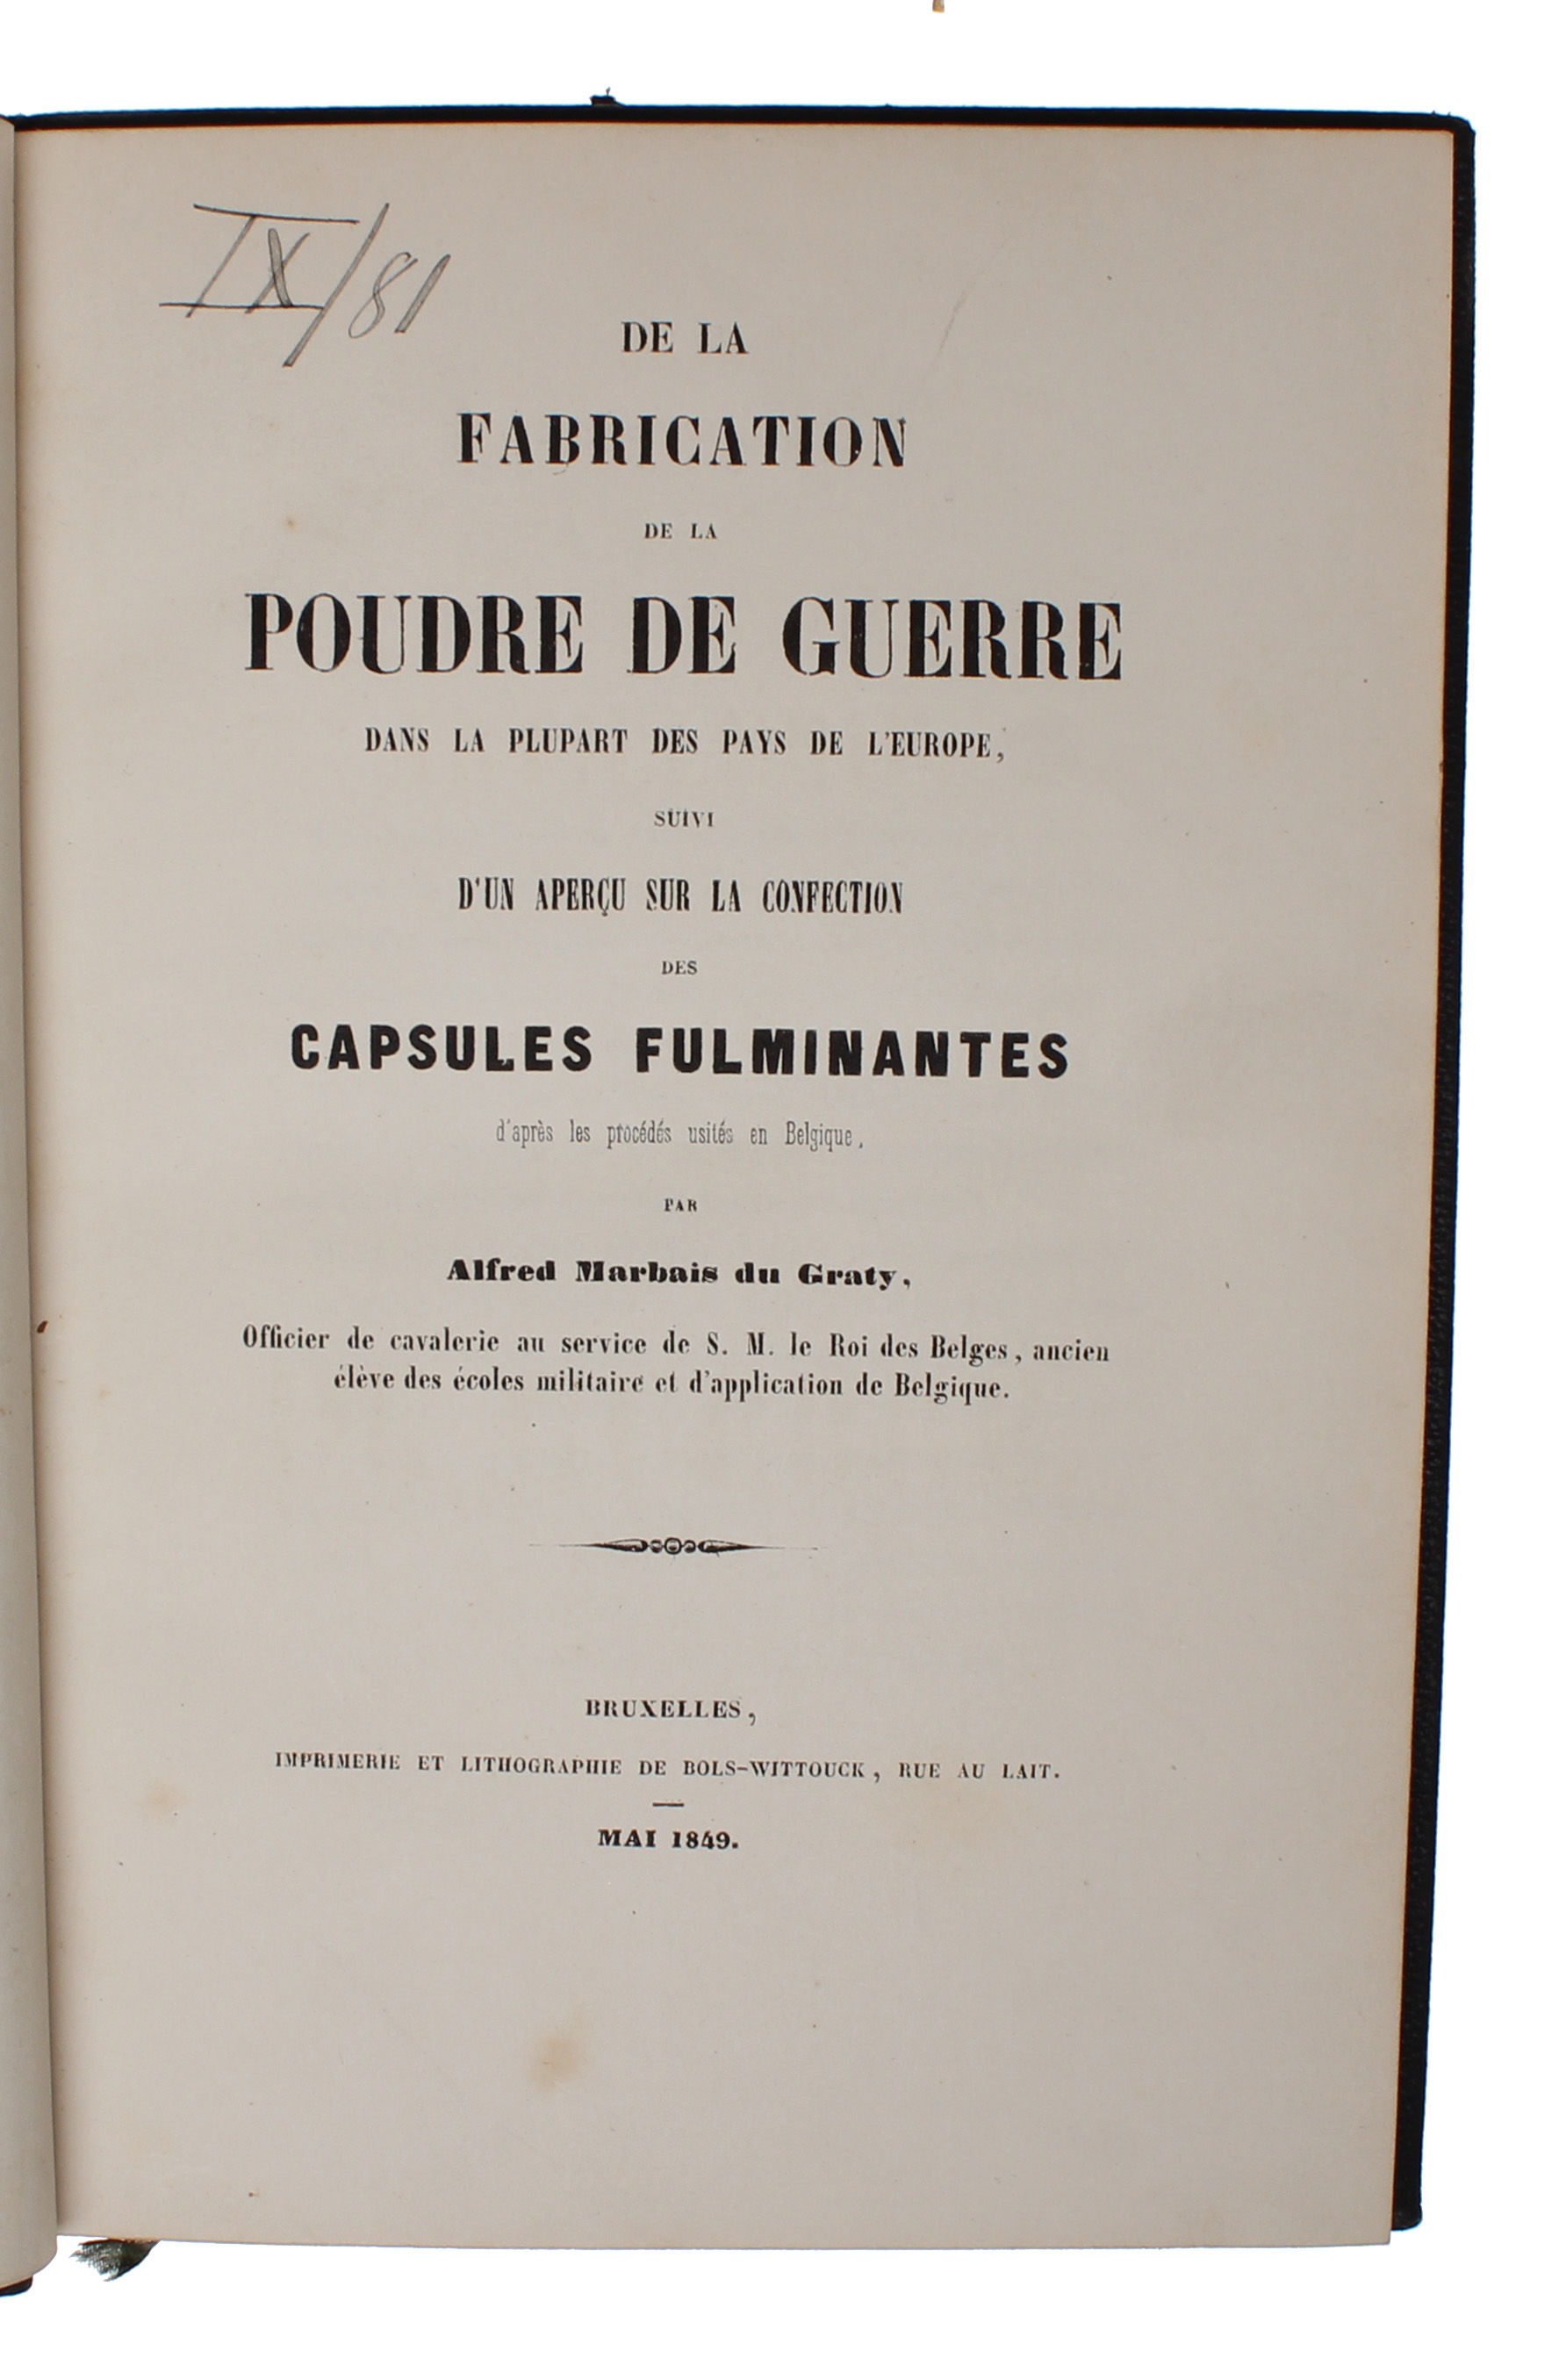 IX/81
DE LA
FABRICATION
DE LA
POUDRE DE GUERRE
DANS LA PLUPART DES PAYS DE L'EUROPE,
SUIVI
D'UN APERÇU SUR LA CONFECTION
DES
CAPSULES FULMINANTES
d'après les procédés usités en Belgique,
PAR
Alfred Marbais du Graty,
Officier de cavalerie au service de S. M. le Roi des Belges, ancien
élève des écoles militaire et d'application de Belgique.
BRUXELLES,
IMPRIMERIE ET LITHOGRAPHIE DE BOLS-WITTOUCK, RUE AU LAIT.
MAI 1849.